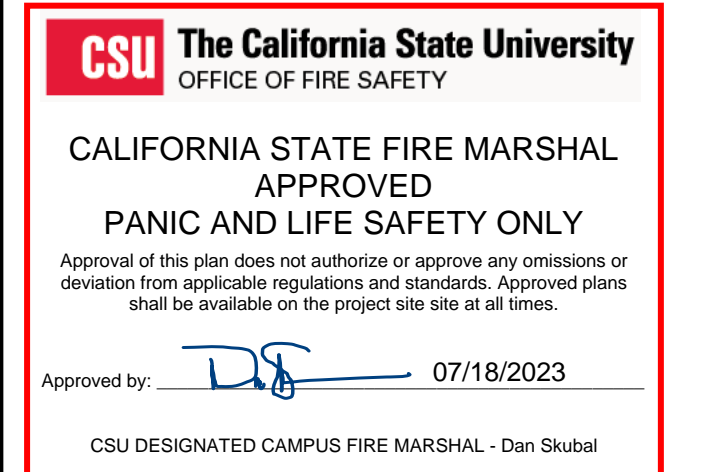 CSU The California State University
OFFICE OF FIRE SAFETY
CALIFORNIA STATE FIRE MARSHAL
APPROVED
PANIC AND LIFE SAFETY ONLY
Approval of this plan does not authorize or approve any omissions or
deviation from applicable regulations and standards. Approved plans
shall be available on the project site site at all times.
Approved by: 07/18/2023
CSU DESIGNATED CAMPUS FIRE MARSHAL - Dan Skubal